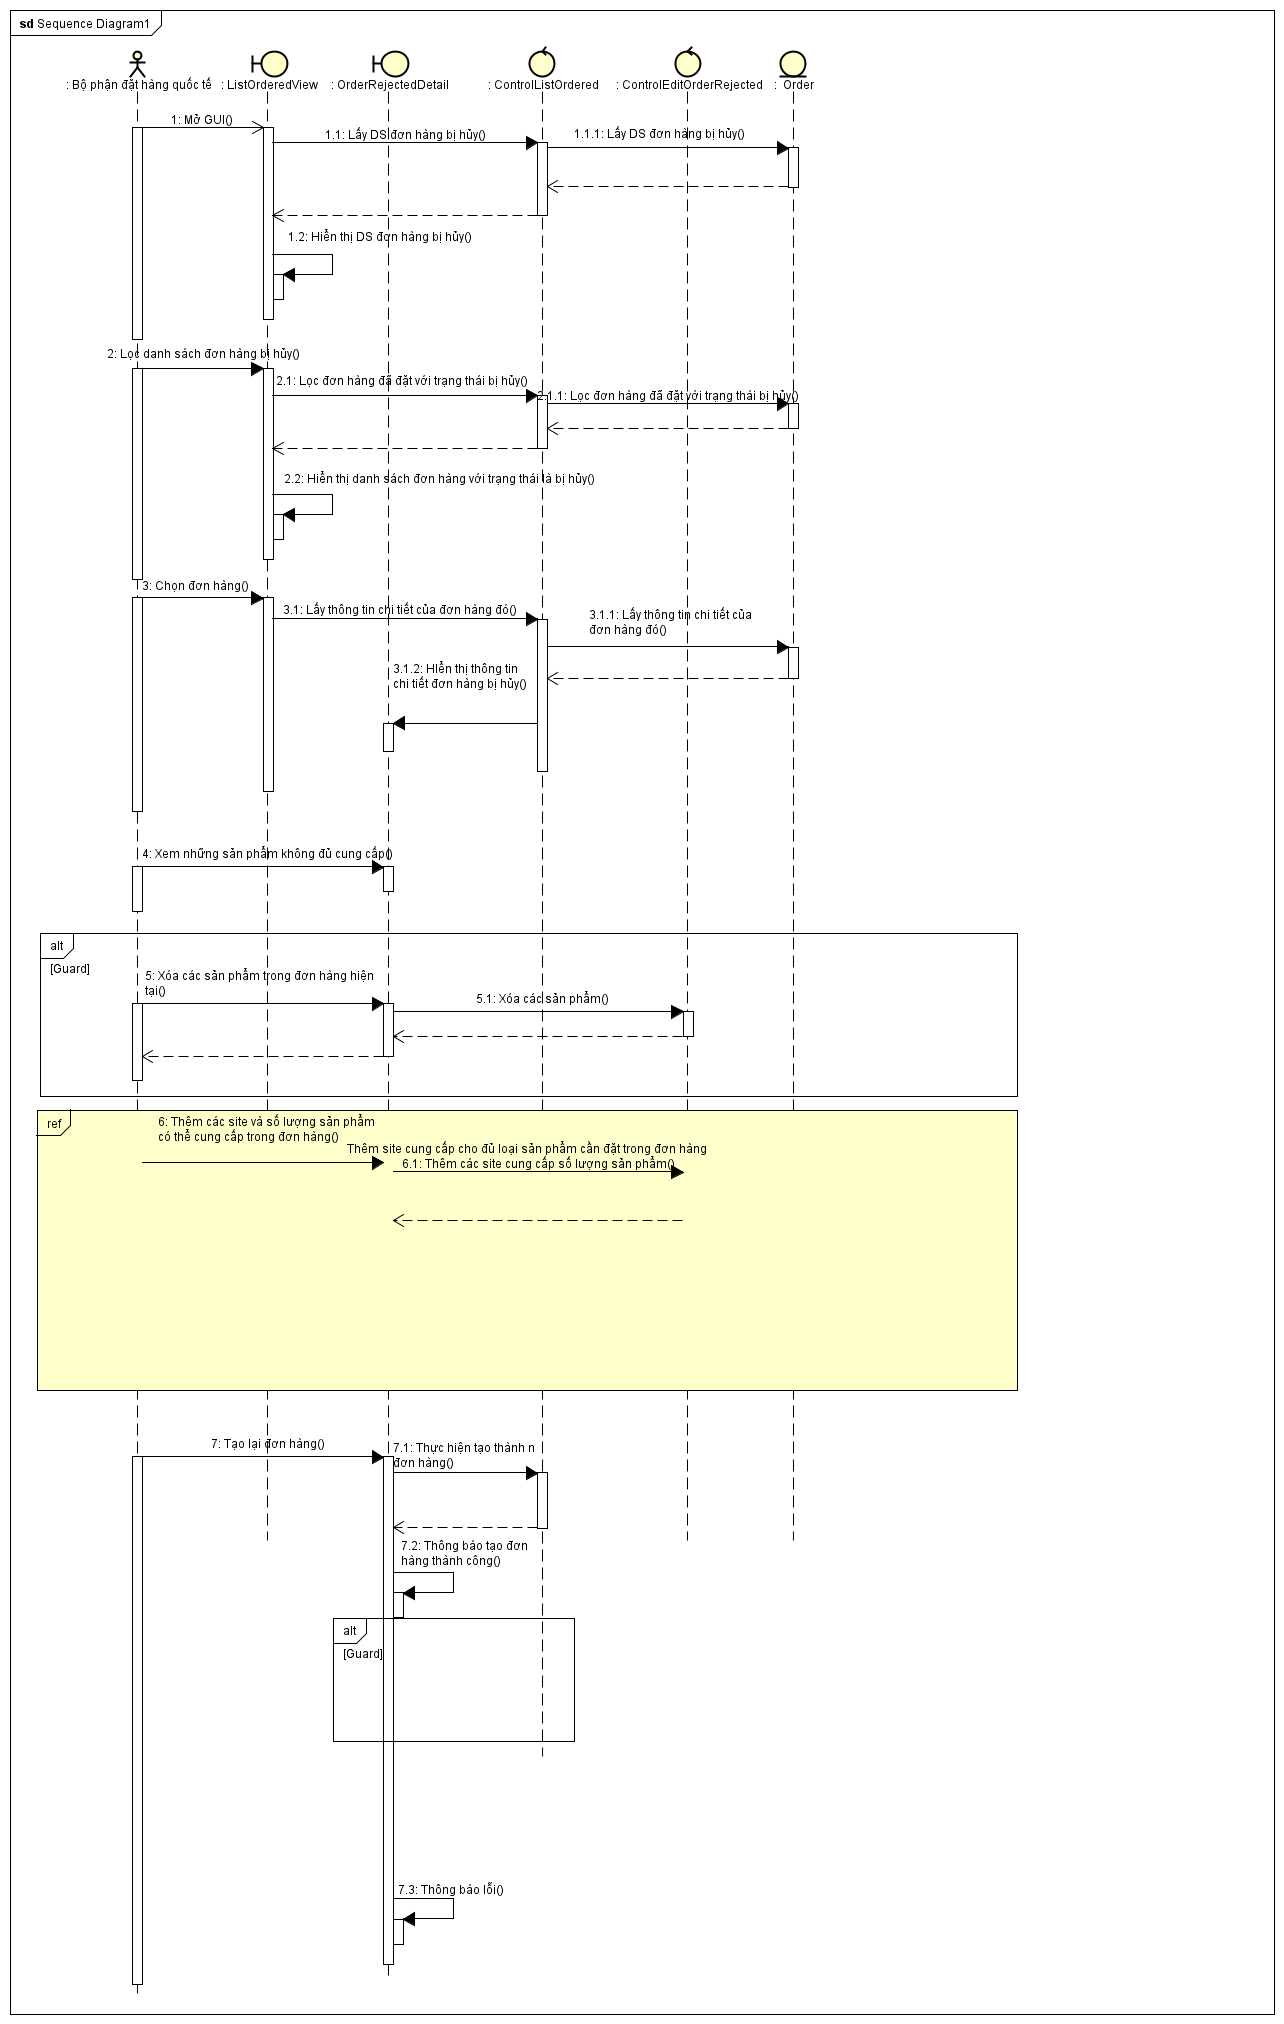 sd Sequence Diagram1
: Bộ phận đặt hàng quốc tế
: ListOrderedView
: OrderRejectedDetail
: ControlListOrdered
: ControlEditOrderRejected
: Order
1: Mở GUI()
1.1: Lấy DS đơn hàng bị hủy()
1.1.1: Lấy DS đơn hàng bị hủy()
1.2: Hiển thị DS đơn hàng bị hủy()
2: Lọc danh sách đơn hàng bị hủy()
2.1: Lọc đơn hàng đã đặt với trạng thái bị hủy()
2.1.1: Lọc đơn hàng đã đặt với trạng thái bị hủy()
2.2: Hiển thị danh sách đơn hàng với trạng thái là bị hủy()
3: Chọn đơn hàng()
3.1: Lấy thông tin chi tiết của đơn hàng đó()
3.1.1: Lấy thông tin chi tiết của
đơn hàng đó()
3.1.2: HIển thị thông tin
chi tiết đơn hàng bị hủy()
4: Xem những sản phẩm không đủ cung cấp()
alt
[Guard]
5: Xóa các sản phẩm trong đơn hàng hiện
tại()
5.1: Xóa các sản phẩm()
ref
6: Thêm các site và số lượng sản phẩm
có thể cung cấp trong đơn hàng()
Thêm site cung cấp cho đủ loại sản phẩm cần đặt trong đơn hàng
6.1: Thêm các site cung cấp số lượng sản phẩm()
7: Tạo lại đơn hàng()
7.1: Thực hiện tạo thành n
đơn hàng()
7.2: Thông báo tạo đơn
hàng thành công()
alt
[Guard]
7.3: Thông báo lỗi()